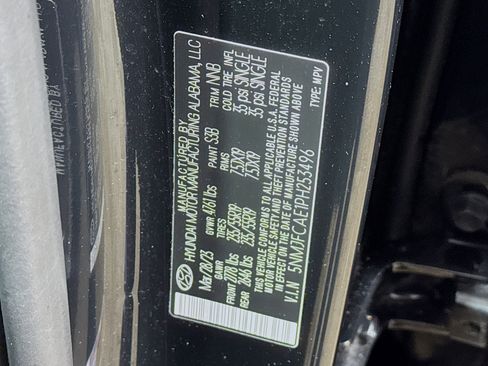 MANUFACTURED BY
HYUNDAI MOTOR MANUFACTURING ALABAMA, LLC
Mar/28/23 GVWR 4761 lbs PAINT S3B TRIM NNB
GAWR TIRES RIMS COLD TIRE INFL.
FRONT 2778 lbs 235/55R19 7.5JX19 35 psi SINGLE
REAR 2646 lbs 235/55R19 7.5JX19 35 psi SINGLE
THIS VEHICLE CONFORMS TO ALL APPLICABLE U.S.A. FEDERAL
SAFETY AND THEFT PREVENTION STANDARDS
IN EFFECT ON THE DATE OF MANUFACTURE SHOWN ABOVE.
V.I.N 5NMJFCAE1PH253496 TYPE: MPV